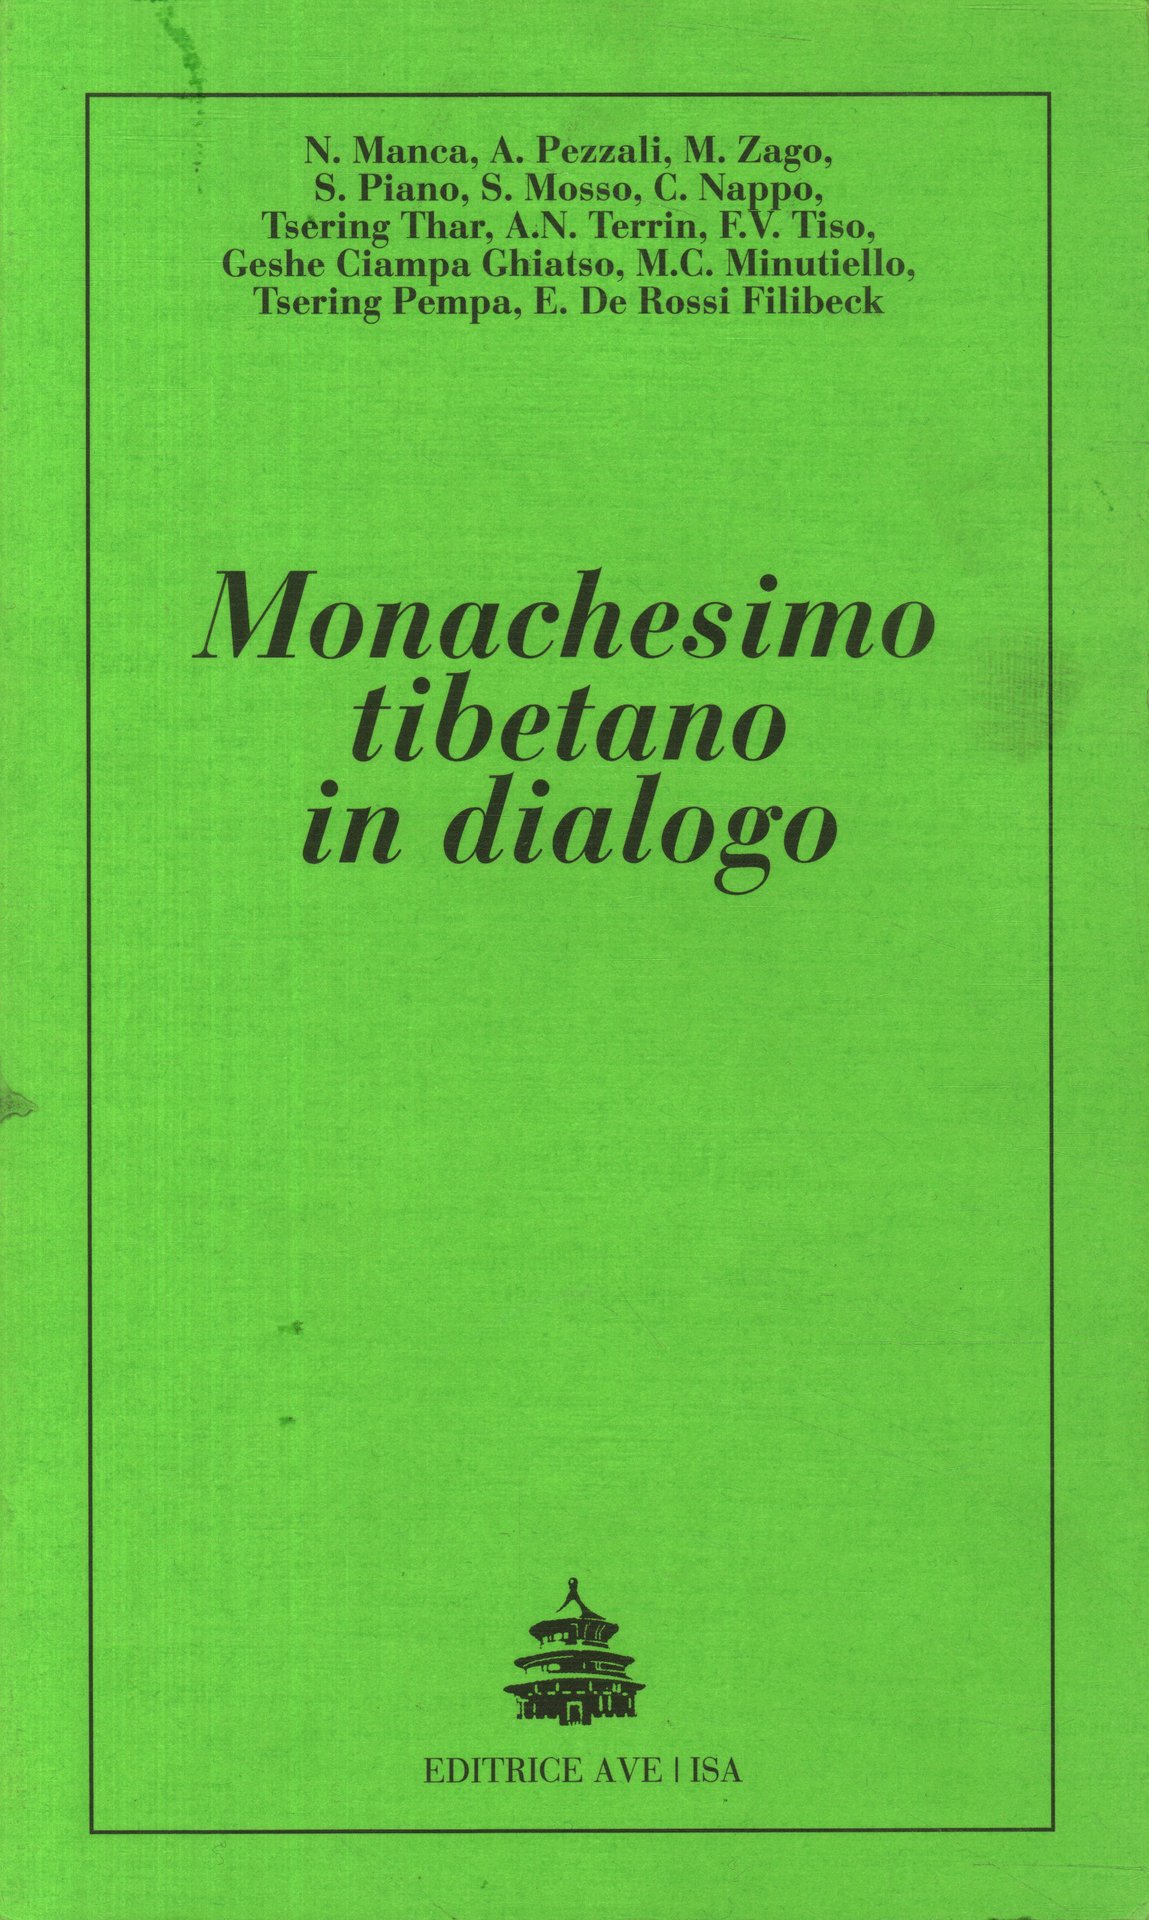 N. Manca, A. Pezzali, M. Zago,
S. Piano, S. Mosso, C. Nappo,
Tsering Thar, A.N. Terrin, F.V. Tiso,
Geshe Ciampa Ghiatso, M.C. Minutiello,
Tsering Pempa, E. De Rossi Filibeck
Monachesimo
tibetano
in dialogo
EDITRICE AVE | ISA